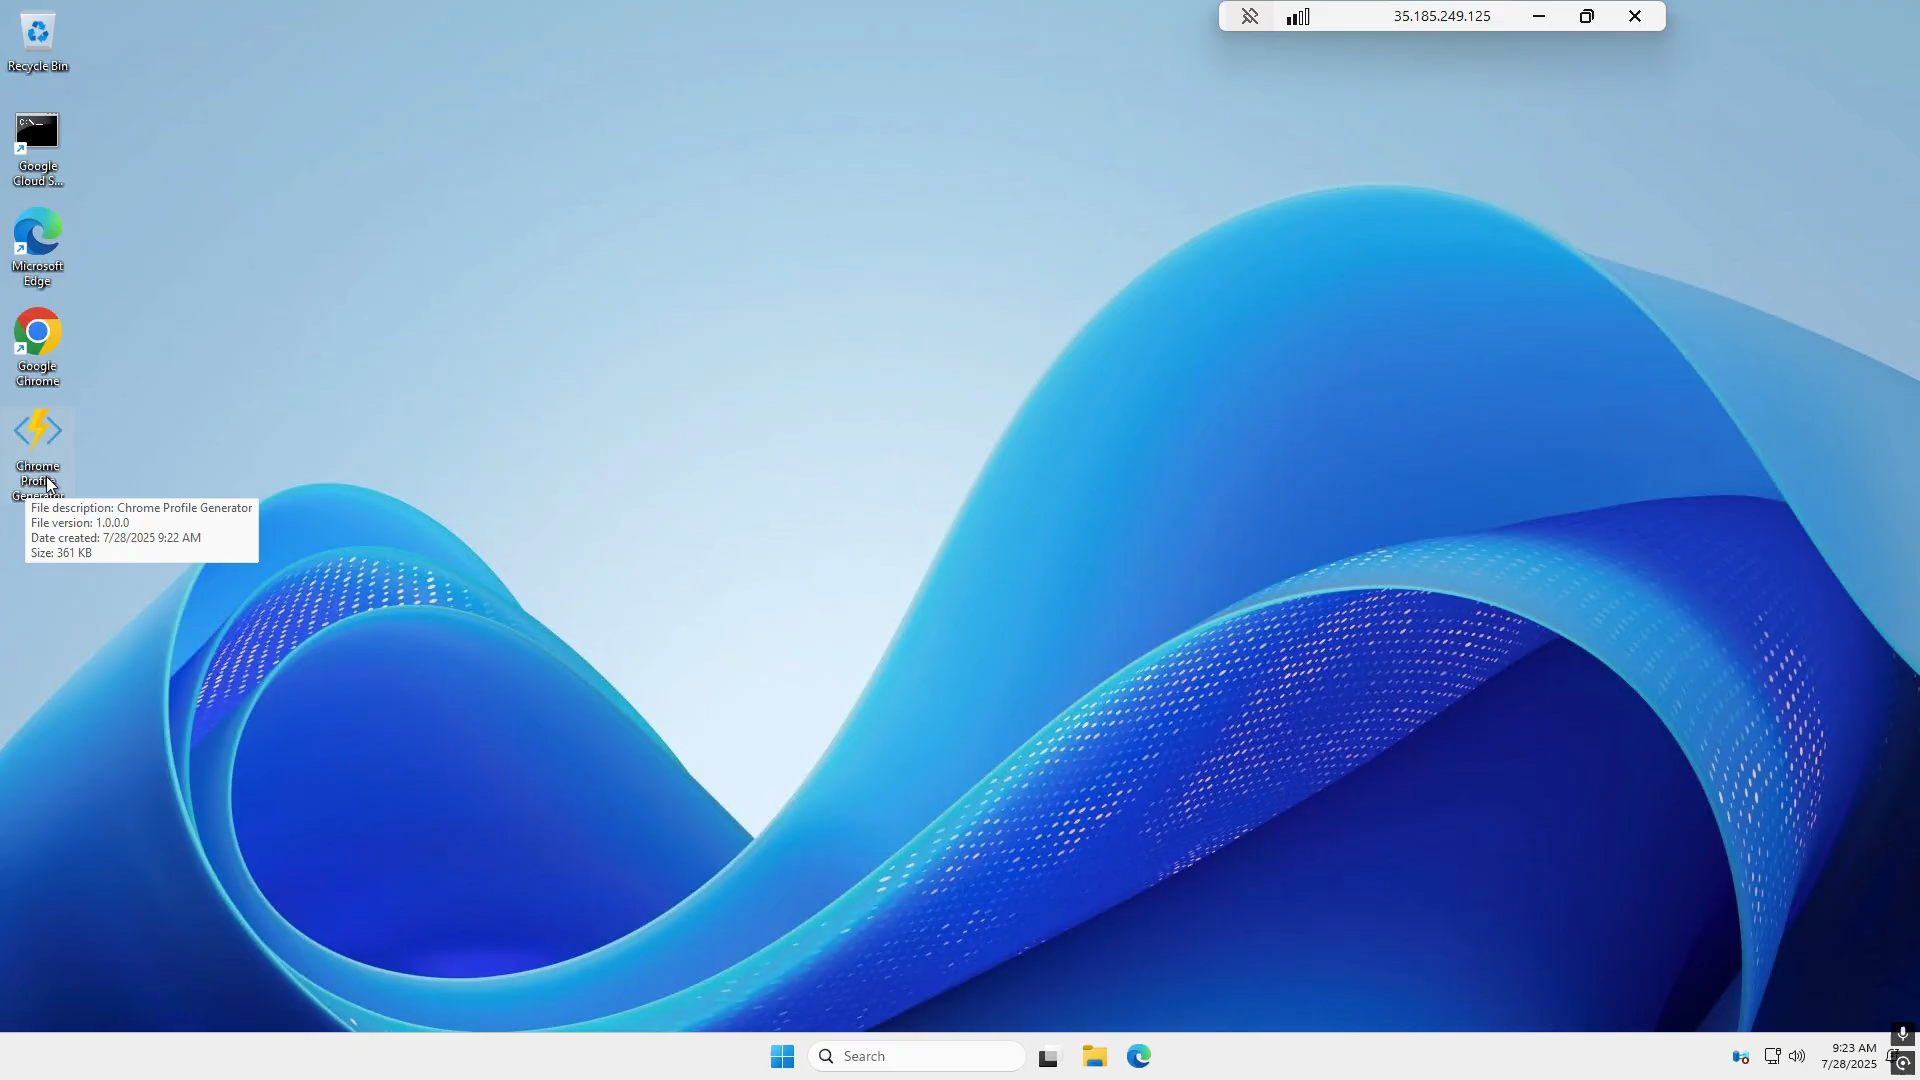 35.185.249.125
Recycle Bin
Google
Cloud S...
Microsoft
Edge
Google
Chrome
Chrome
Profile
Generator
File description: Chrome Profile Generator
File version: 1.0.0.0
Date created: 7/28/2025 9:22 AM
Size: 361 KB
Search
9:23 AM
7/28/2025